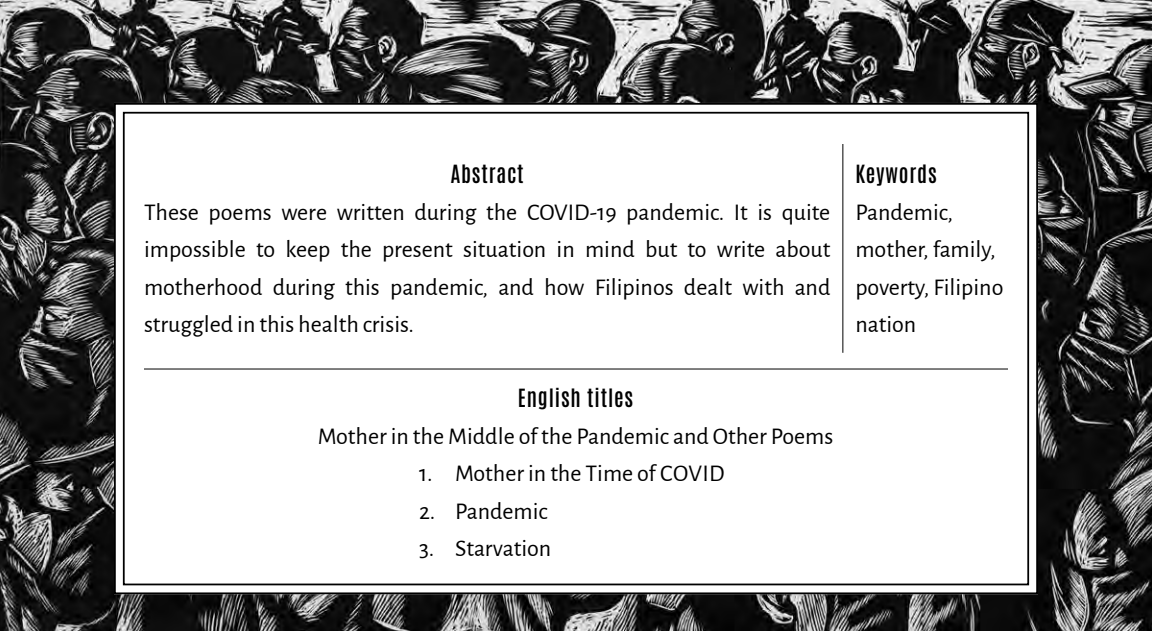 Abstract
These poems were written during the COVID-19 pandemic. It is quite
impossible to keep the present situation in mind but to write about
motherhood during this pandemic, and how Filipinos dealt with and
struggled in this health crisis.
Keywords
Pandemic,
mother, family,
poverty, Filipino
nation
English titles
Mother in the Middle of the Pandemic and Other Poems
1. Mother in the Time of COVID
2. Pandemic
3. Starvation